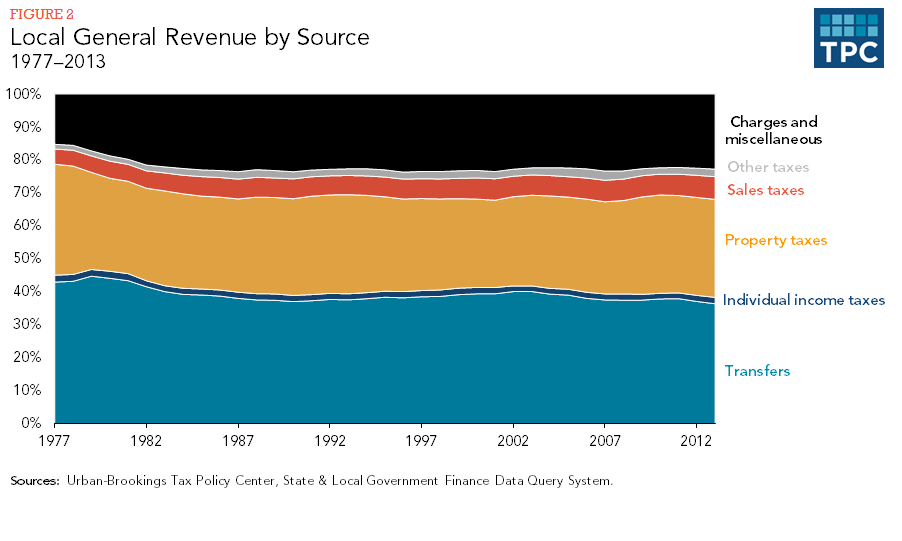 FIGURE 2
Local General Revenue by Source
1977–2013
TPC
100%
90%
80%
70%
60%
50%
40%
30%
20%
10%
0%
Charges and
miscellaneous
Other taxes
Sales taxes
Property taxes
Individual income taxes
Transfers
1977 1982 1987 1992 1997 2002 2007 2012
Sources: Urban-Brookings Tax Policy Center, State & Local Government Finance Data Query System.